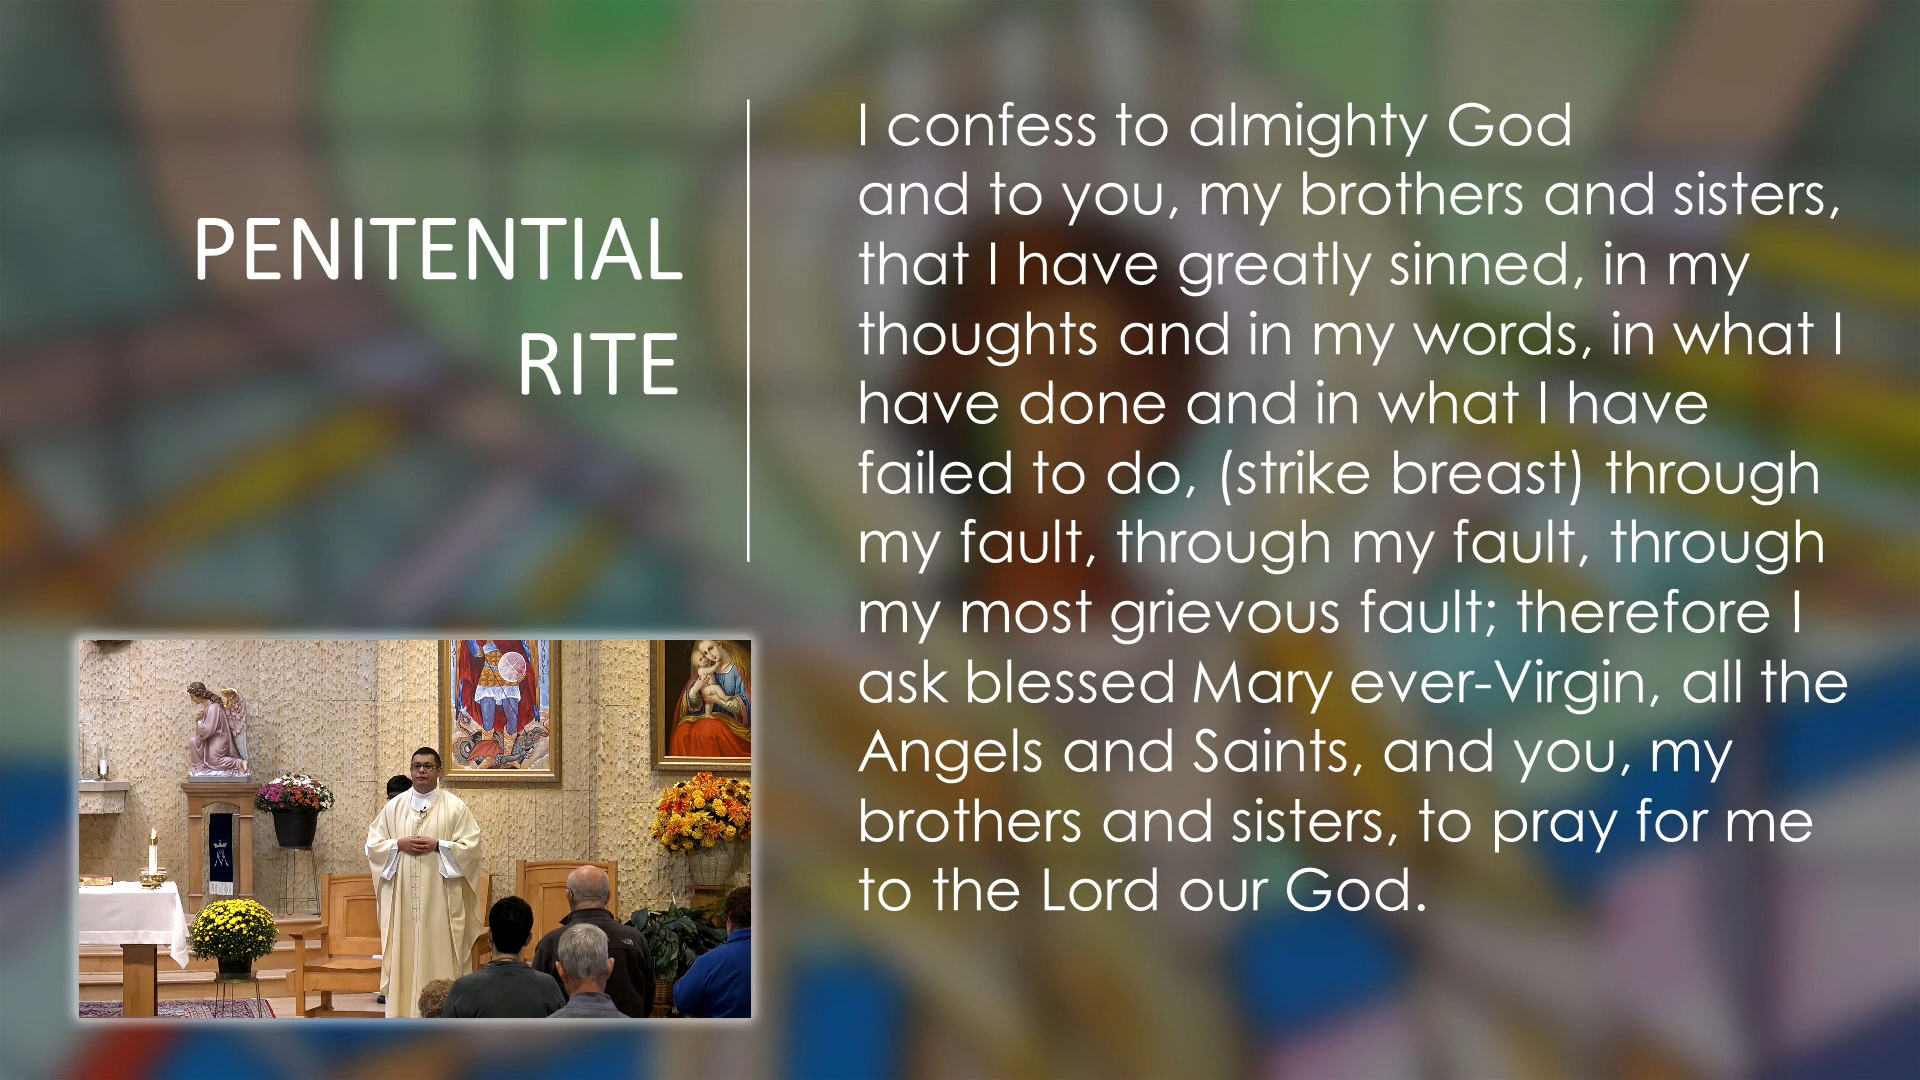 PENITENTIAL
RITE
I confess to almighty God
and to you, my brothers and sisters,
that I have greatly sinned, in my
thoughts and in my words, in what I
have done and in what I have
failed to do, (strike breast) through
my fault, through my fault, through
my most grievous fault; therefore I
ask blessed Mary ever-Virgin, all the
Angels and Saints, and you, my
brothers and sisters, to pray for me
to the Lord our God.